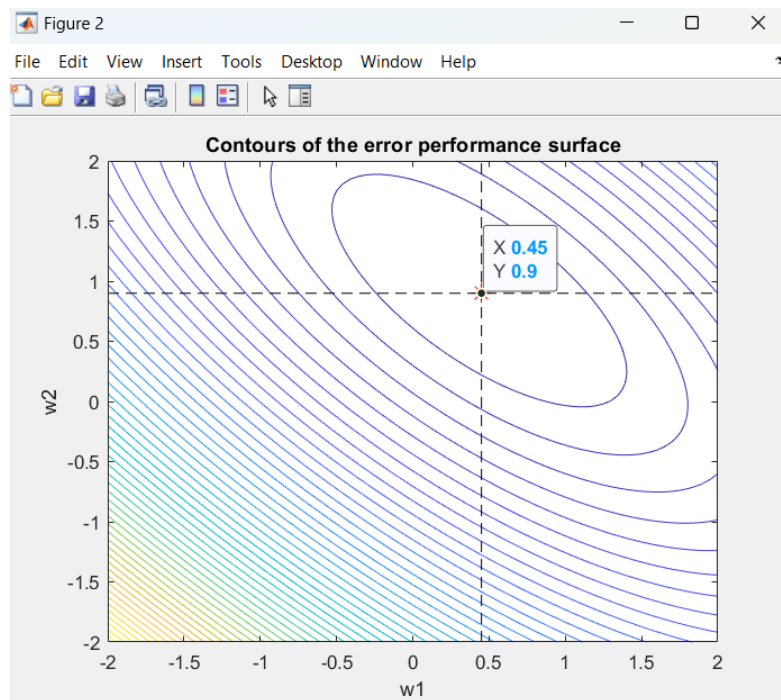 Figure 2
File Edit View Insert Tools Desktop Window Help
Contours of the error performance surface
2
1.5
X 0.45
Y 0.9
1
0.5
w2
0
-0.5
-1
-1.5
-2
-2 -1.5 -1 -0.5 0 0.5 1 1.5 2
w1